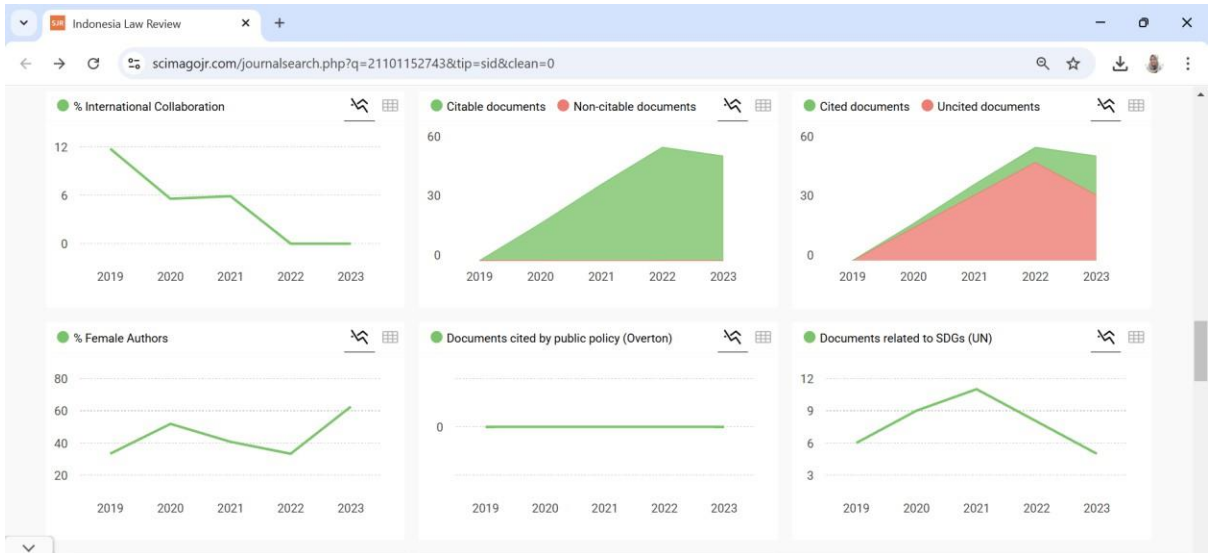 SJR Indonesia Law Review
scimagojr.com/journalsearch.php?q=21101152743&tip=sid&clean=0
% International Collaboration
12
6
0
2019 2020 2021 2022 2023
Citable documents Non-citable documents
60
30
0
2019 2020 2021 2022 2023
Cited documents Uncited documents
60
30
0
2019 2020 2021 2022 2023
% Female Authors
80
60
40
20
2019 2020 2021 2022 2023
Documents cited by public policy (Overton)
0
2019 2020 2021 2022 2023
Documents related to SDGs (UN)
12
9
6
3
2019 2020 2021 2022 2023